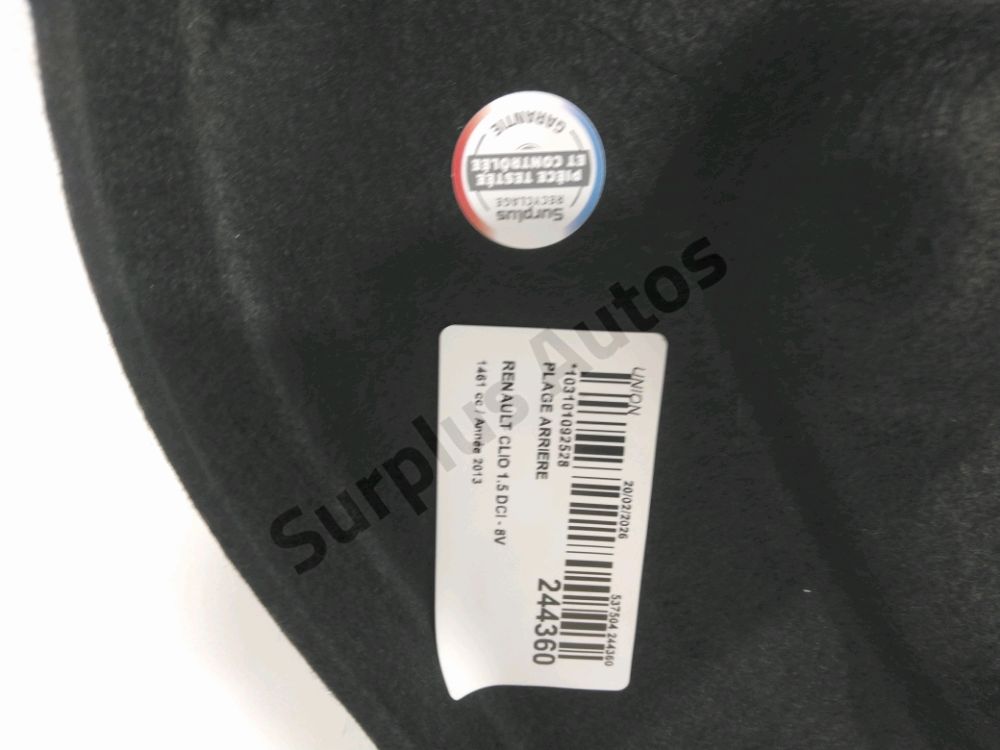 Surplus
RECYCLAGE
PIÈCE TESTÉE
ET CONTRÔLÉE
GARANTIE
UNION
20/02/2026
537504 244360
*103101092528
PLAGE ARRIERE
244360
RENAULT CLIO 1.5 DCI - 8V
1461 cc / Année 2013
Surplus Autos